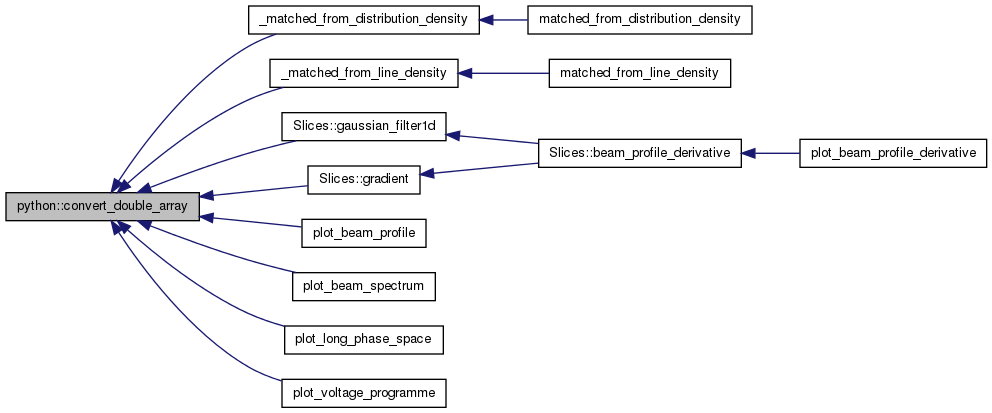 _matched_from_distribution_density
matched_from_distribution_density
_matched_from_line_density
matched_from_line_density
Slices::gaussian_filter1d
Slices::beam_profile_derivative
plot_beam_profile_derivative
Slices::gradient
python::convert_double_array
plot_beam_profile
plot_beam_spectrum
plot_long_phase_space
plot_voltage_programme